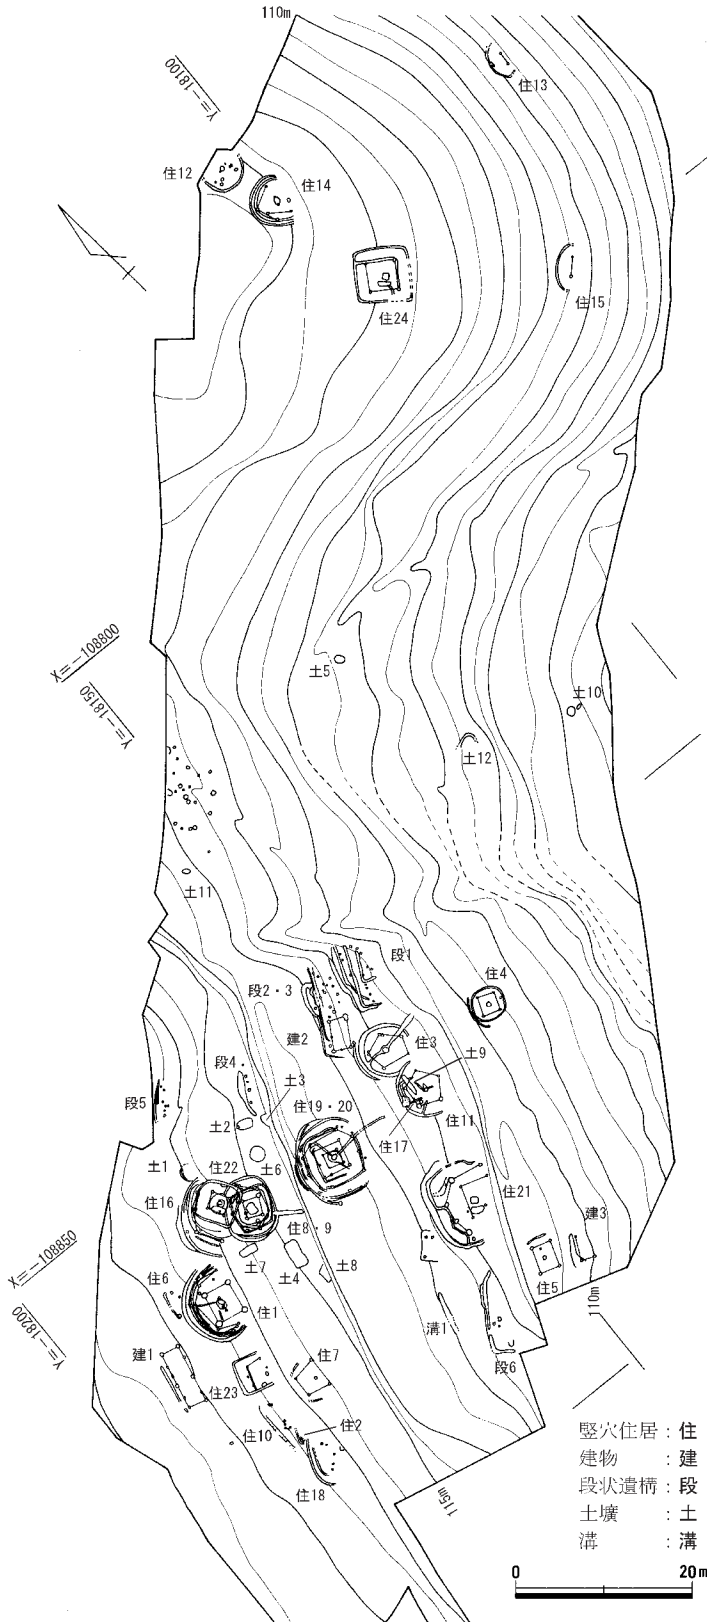 110m
Y=-18100
住13
住12
住14
住24
住15
X=-108800
Y=-18150
土5
土10
土12
土11
段1
段2・3
住4
建2
住3
段4
土9
段5
土3
住19・20
土2
住11
住17
土1
住22
土6
住16
住21
住8・9
建3
X=-108850
住6
土7
土4
土8
住5
住1
110m
Y=-18200
溝1
建1
住7
段6
住23
住10
住2
住18
115m
竪穴住居:住
建物:建
段状遺構:段
土壙:土
溝:溝
0 20m